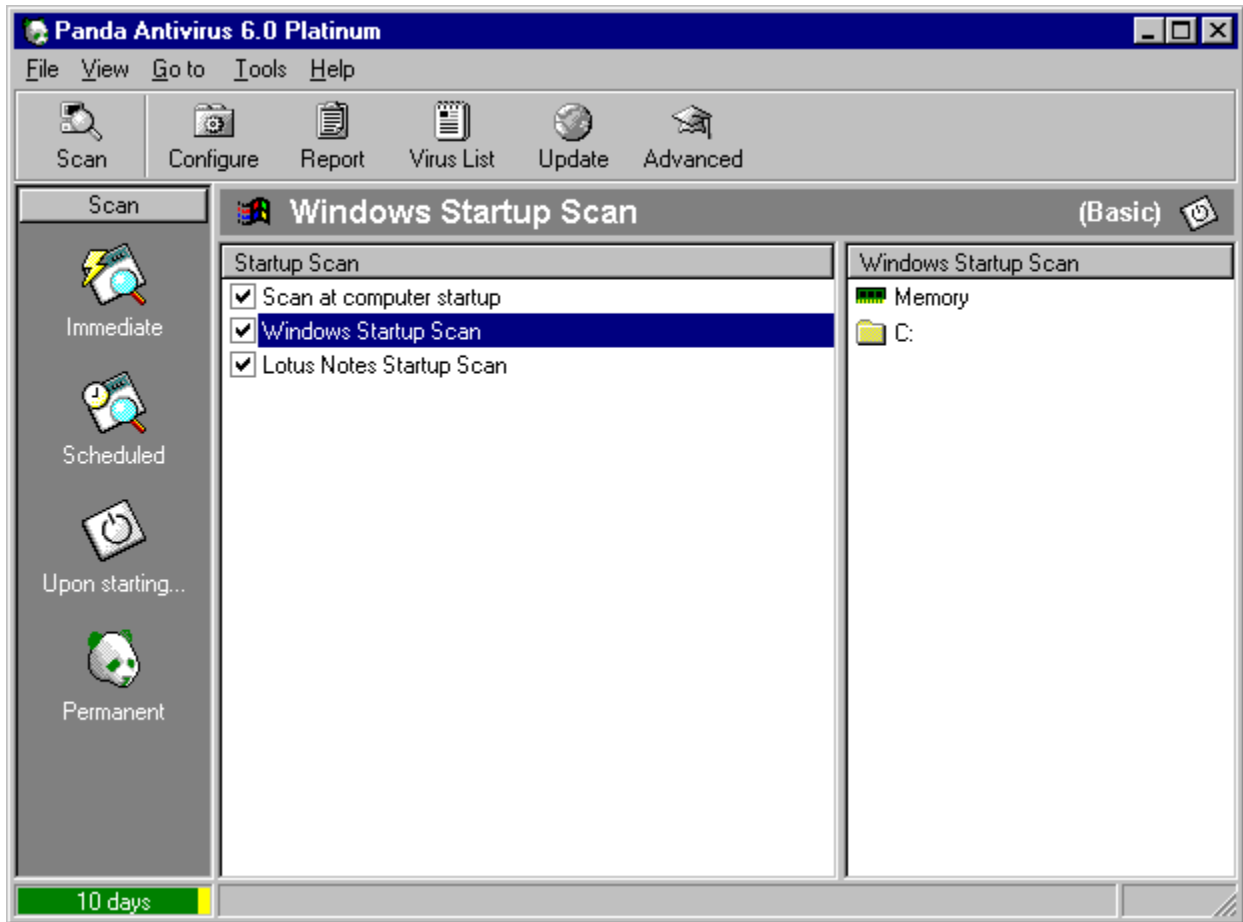 Panda Antivirus 6.0 Platinum
File View Go to Tools Help
Scan Configure Report Virus List Update Advanced
Scan
Windows Startup Scan (Basic)
Startup Scan
Windows Startup Scan
Scan at computer startup
Windows Startup Scan
Lotus Notes Startup Scan
Memory
C:
Immediate
Scheduled
Upon starting...
Permanent
10 days